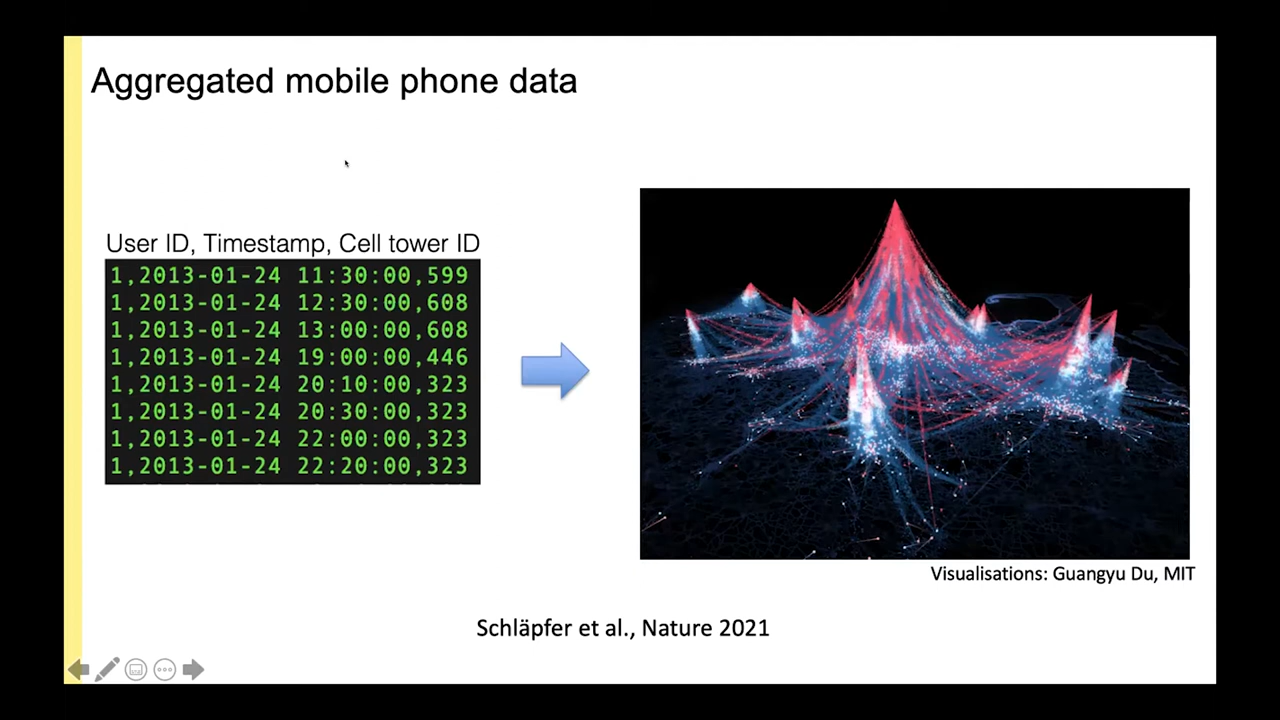 Aggregated mobile phone data
User ID, Timestamp, Cell tower ID
1,2013-01-24 11:30:00,599
1,2013-01-24 12:30:00,608
1,2013-01-24 13:00:00,608
1,2013-01-24 19:00:00,446
1,2013-01-24 20:10:00,323
1,2013-01-24 20:30:00,323
1,2013-01-24 22:00:00,323
1,2013-01-24 22:20:00,323
Visualisations: Guangyu Du, MIT
Schläpfer et al., Nature 2021